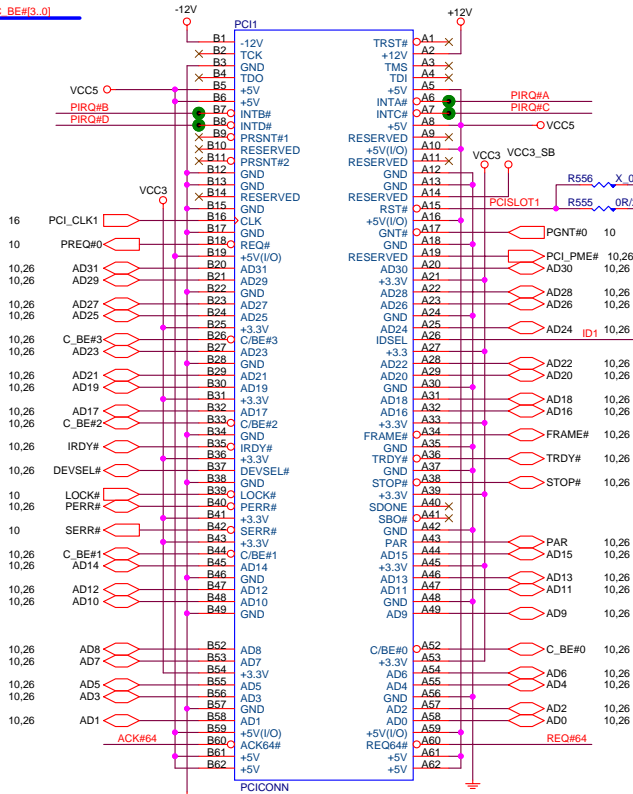 C_BE#[3..0]
-12V +12V
PCI1
B1 -12V TRST# A1
B2 TCK +12V A2
B3 GND TMS A3
B4 TDO TDI A4
VCC5 B5 +5V +5V A5
B6 +5V INTA# A6 PIRQ#A
PIRQ#B B7 INTB# INTC# A7 PIRQ#C
PIRQ#D B8 INTD# +5V A8 VCC5
B9 PRSNT#1 RESERVED A9
B10 RESERVED +5V(I/O) A10
B11 PRSNT#2 RESERVED A11
VCC3 VCC3_SB
B12 GND GND A12
B13 GND GND A13
VCC3 B14 RESERVED RESERVED A14
R556 X_0
B15 GND RST# A15 PCISLOT1 R555 0R/
16 PCI_CLK1 B16 CLK +5V(I/O) A16
B17 GND GNT# A17 PGNT#0 10
10 PREQ#0 B18 REQ# GND A18
B19 +5V(I/O) RESERVED A19 PCI_PME# 10,26
10,26 AD31 B20 AD31 AD30 A20 AD30 10,26
10,26 AD29 B21 AD29 +3.3V A21
B22 GND AD28 A22 AD28 10,26
10,26 AD27 B23 AD27 AD26 A23 AD26 10,26
10,26 AD25 B24 AD25 GND A24
B25 +3.3V AD24 A25 AD24 10,26
10,26 C_BE#3 B26 C/BE#3 IDSEL A26 ID1
10,26 AD23 B27 AD23 +3.3 A27
B28 GND AD22 A28 AD22 10,26
10,26 AD21 B29 AD21 AD20 A29 AD20 10,26
10,26 AD19 B30 AD19 GND A30
B31 +3.3V AD18 A31 AD18 10,26
10,26 AD17 B32 AD17 AD16 A32 AD16 10,26
10,26 C_BE#2 B33 C/BE#2 +3.3V A33
B34 GND FRAME# A34 FRAME# 10,26
10,26 IRDY# B35 IRDY# GND A35
B36 +3.3V TRDY# A36 TRDY# 10,26
10,26 DEVSEL# B37 DEVSEL# GND A37
B38 GND STOP# A38 STOP# 10,26
10 LOCK# B39 LOCK# +3.3V A39
10,26 PERR# B40 PERR# SDONE A40
B41 +3.3V SBO# A41
10 SERR# B42 SERR# GND A42
B43 +3.3V PAR A43 PAR 10,26
10,26 C_BE#1 B44 C/BE#1 AD15 A44 AD15 10,26
10,26 AD14 B45 AD14 +3.3V A45
B46 GND AD13 A46 AD13 10,26
10,26 AD12 B47 AD12 AD11 A47 AD11 10,26
10,26 AD10 B48 AD10 GND A48
B49 GND AD9 A49 AD9 10,26
10,26 AD8 B52 AD8 C/BE#0 A52 C_BE#0 10,26
10,26 AD7 B53 AD7 +3.3V A53
B54 +3.3V AD6 A54 AD6 10,26
10,26 AD5 B55 AD5 AD4 A55 AD4 10,26
10,26 AD3 B56 AD3 GND A56
B57 GND AD2 A57 AD2 10,26
10,26 AD1 B58 AD1 AD0 A58 AD0 10,26
B59 +5V(I/O) +5V(I/O) A59
ACK#64 B60 ACK64# REQ64# A60 REQ#64
B61 +5V +5V A61
B62 +5V +5V A62
PCICONN